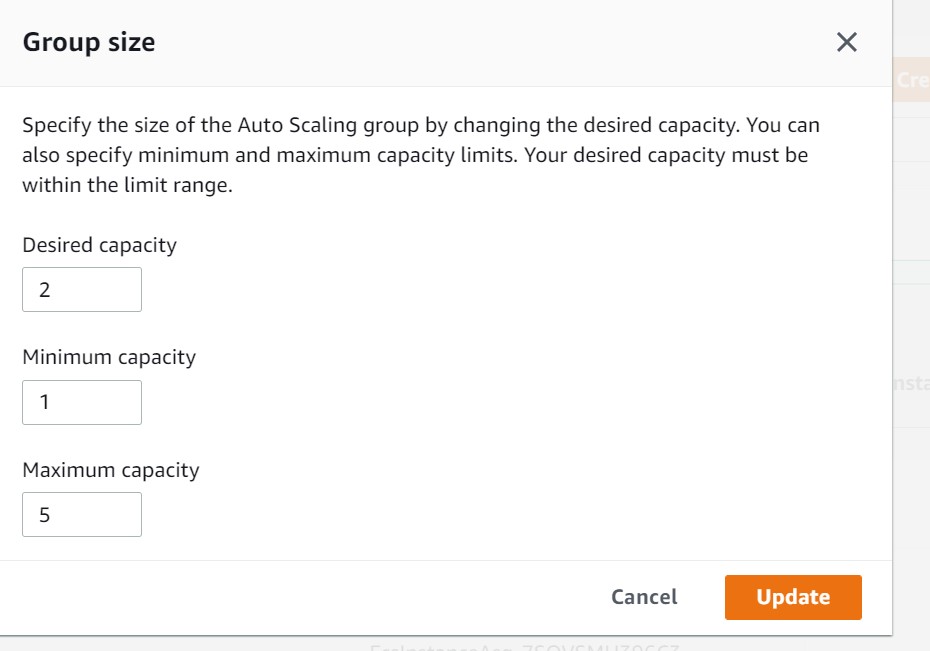 Group size
Cre
Specify the size of the Auto Scaling group by changing the desired capacity. You can
also specify minimum and maximum capacity limits. Your desired capacity must be
within the limit range.
Desired capacity
2
Minimum capacity
1
nsta
Maximum capacity
5
Cancel
Update